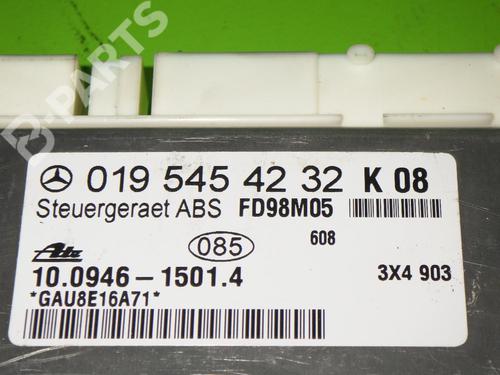 B-PARTS
019 545 42 32 K 08
Steuergeraet ABS FD98M05
085 608
Ate
10.0946-1501.4 3X4 903
*GAU8E16A71*